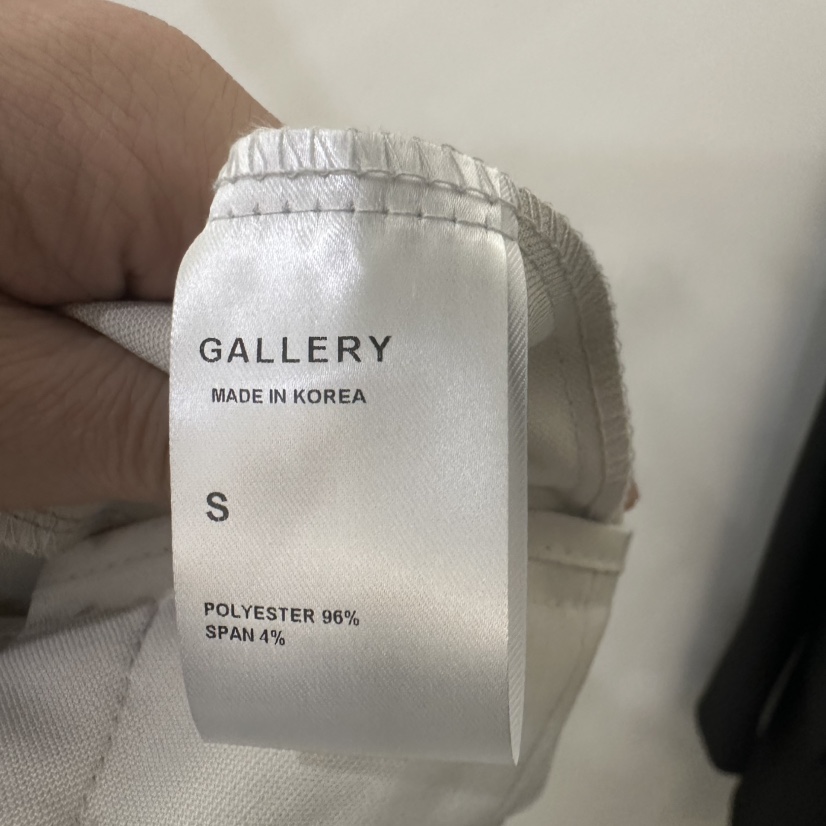 GALLERY
MADE IN KOREA
S
POLYESTER 96%
SPAN 4%